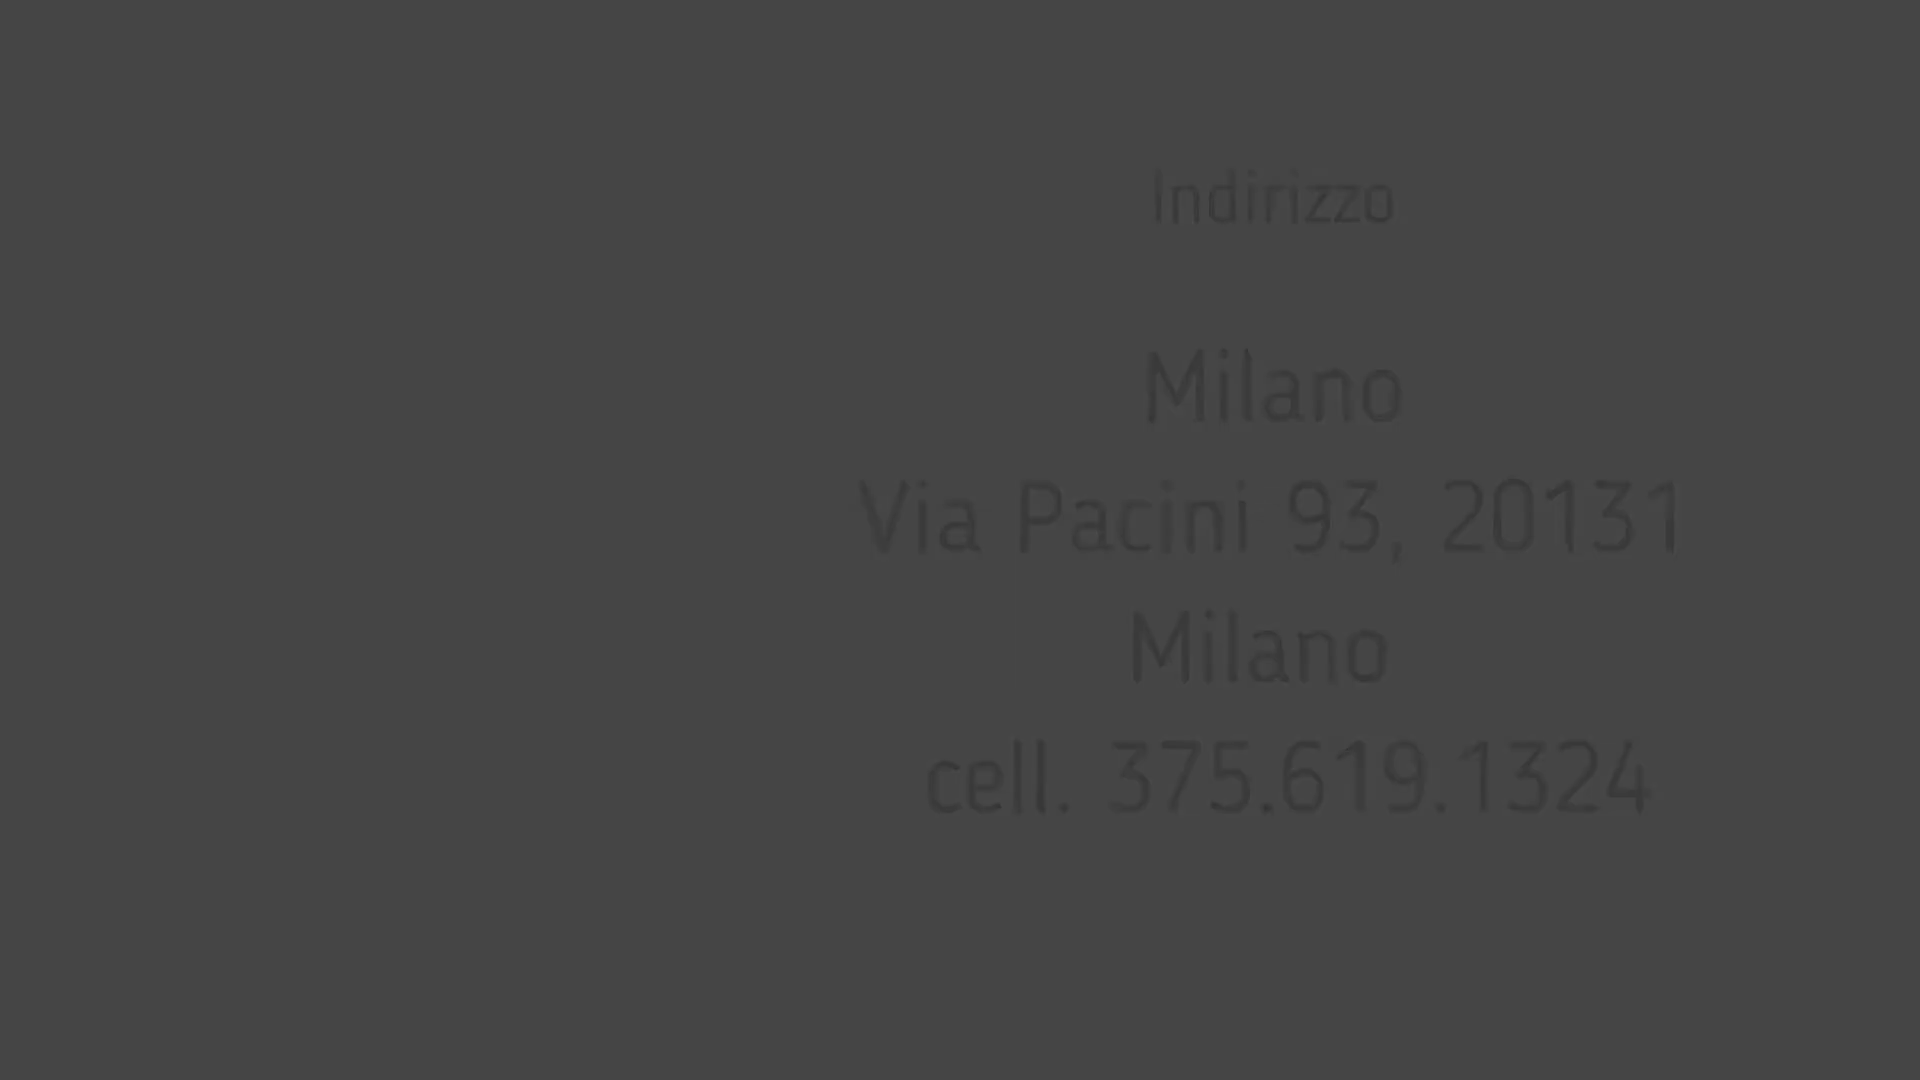 Indirizzo
Milano
Via Pacini 93, 20131
Milano
cell. 375.619.1324